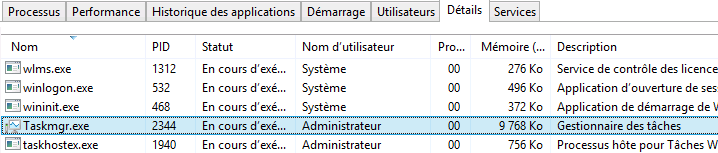 Processus Performance Historique des applications Démarrage Utilisateurs Détails Services
Nom PID Statut Nom d'utilisateur Pro... Mémoire (... Description
wlms.exe 1312 En cours d'exé... Système 00 276 Ko Service de contrôle des licence
winlogon.exe 532 En cours d'exé... Système 00 496 Ko Application d'ouverture de ses
wininit.exe 468 En cours d'exé... Système 00 372 Ko Application de démarrage de W
Taskmgr.exe 2344 En cours d'exé... Administrateur 00 9 768 Ko Gestionnaire des tâches
taskhostex.exe 1940 En cours d'exé... Administrateur 00 756 Ko Processus hôte pour Tâches W